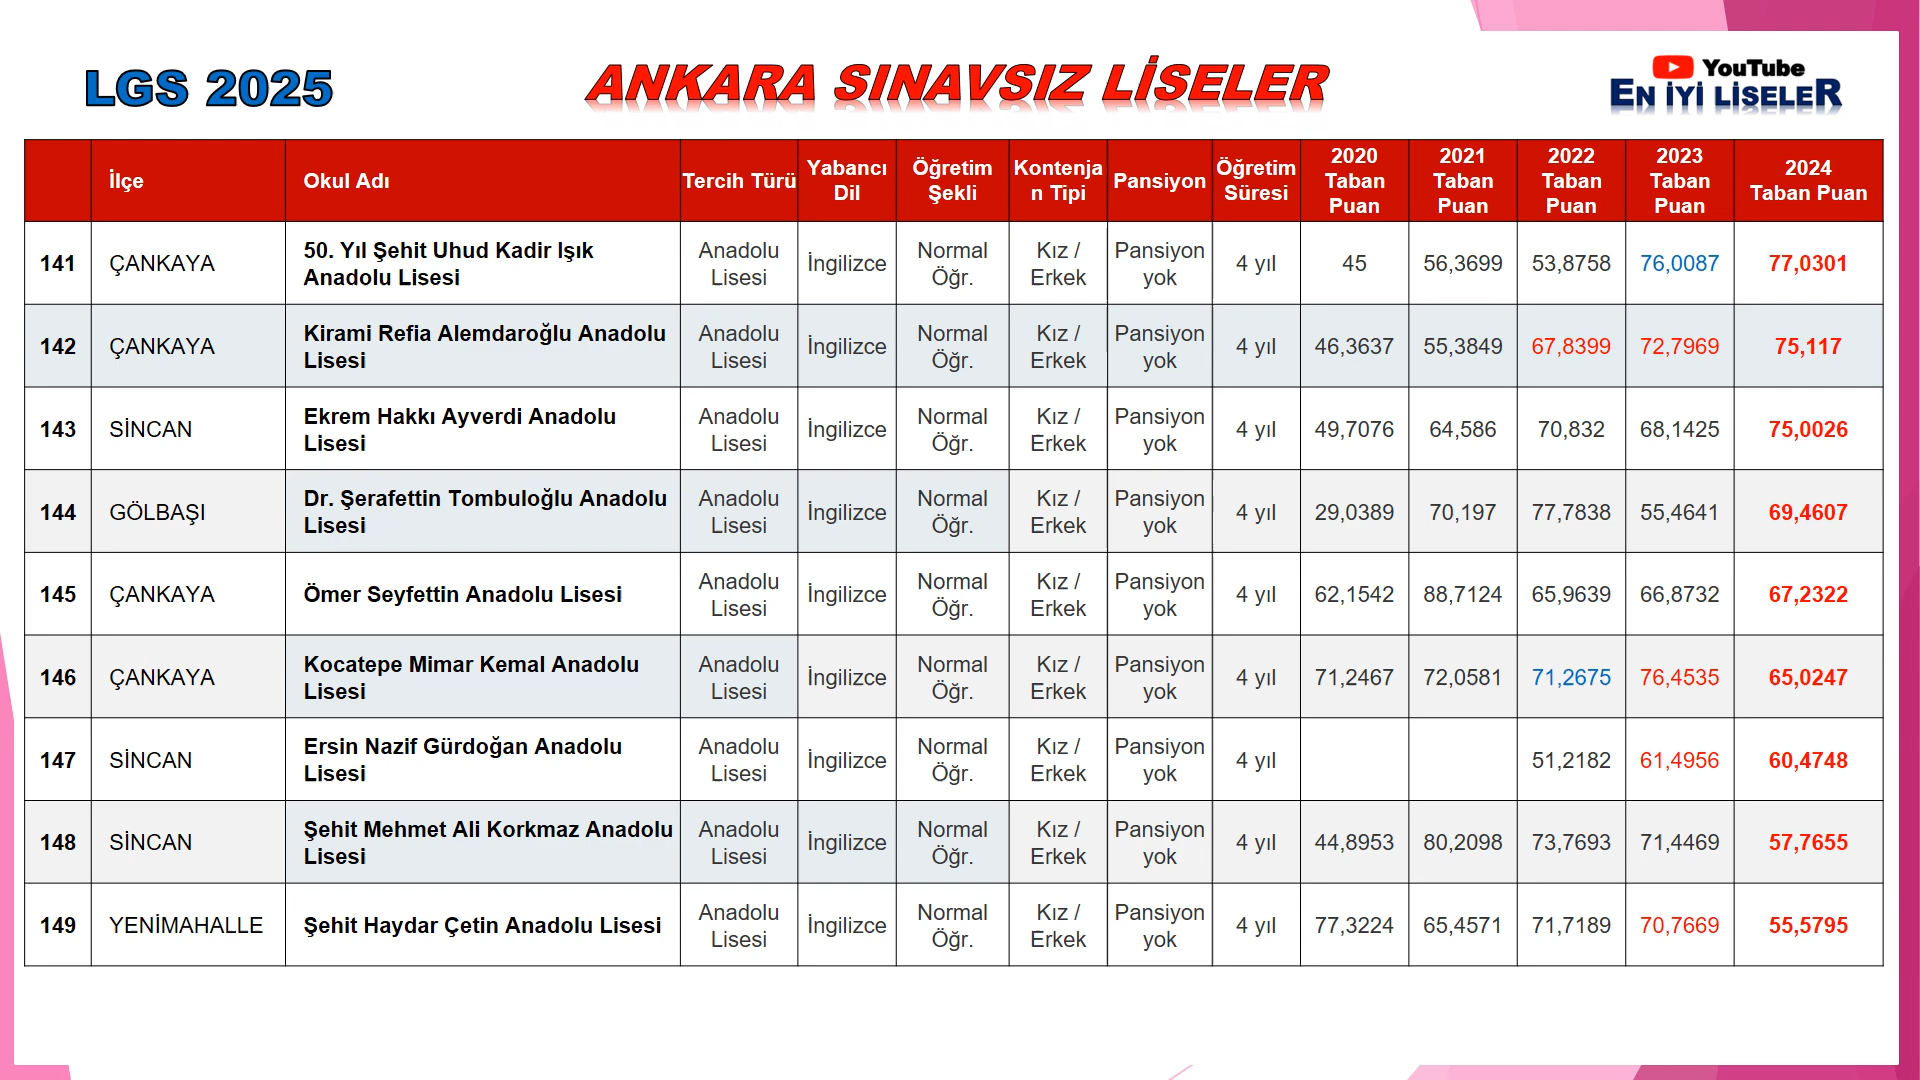 LGS 2025
ANKARA SINAVSIZ LİSELER
YouTube
EN İYİ LİSELER
İlçe
Okul Adı
Tercih Türü
Yabancı
Dil
Öğretim
Şekli
Kontenja
n Tipi
Pansiyon
Öğretim
Süresi
2020
Taban
Puan
2021
Taban
Puan
2022
Taban
Puan
2023
Taban
Puan
2024
Taban Puan
141
ÇANKAYA
50. Yıl Şehit Uhud Kadir Işık
Anadolu Lisesi
Anadolu
Lisesi
İngilizce
Normal
Öğr.
Kız /
Erkek
Pansiyon
yok
4 yıl
45
56,3699
53,8758
76,0087
77,0301
142
ÇANKAYA
Kirami Refia Alemdaroğlu Anadolu
Lisesi
Anadolu
Lisesi
İngilizce
Normal
Öğr.
Kız /
Erkek
Pansiyon
yok
4 yıl
46,3637
55,3849
67,8399
72,7969
75,117
143
SİNCAN
Ekrem Hakkı Ayverdi Anadolu
Lisesi
Anadolu
Lisesi
İngilizce
Normal
Öğr.
Kız /
Erkek
Pansiyon
yok
4 yıl
49,7076
64,586
70,832
68,1425
75,0026
144
GÖLBAŞI
Dr. Şerafettin Tombuloğlu Anadolu
Lisesi
Anadolu
Lisesi
İngilizce
Normal
Öğr.
Kız /
Erkek
Pansiyon
yok
4 yıl
29,0389
70,197
77,7838
55,4641
69,4607
145
ÇANKAYA
Ömer Seyfettin Anadolu Lisesi
Anadolu
Lisesi
İngilizce
Normal
Öğr.
Kız /
Erkek
Pansiyon
yok
4 yıl
62,1542
88,7124
65,9639
66,8732
67,2322
146
ÇANKAYA
Kocatepe Mimar Kemal Anadolu
Lisesi
Anadolu
Lisesi
İngilizce
Normal
Öğr.
Kız /
Erkek
Pansiyon
yok
4 yıl
71,2467
72,0581
71,2675
76,4535
65,0247
147
SİNCAN
Ersin Nazif Gürdoğan Anadolu
Lisesi
Anadolu
Lisesi
İngilizce
Normal
Öğr.
Kız /
Erkek
Pansiyon
yok
4 yıl
51,2182
61,4956
60,4748
148
SİNCAN
Şehit Mehmet Ali Korkmaz Anadolu
Lisesi
Anadolu
Lisesi
İngilizce
Normal
Öğr.
Kız /
Erkek
Pansiyon
yok
4 yıl
44,8953
80,2098
73,7693
71,4469
57,7655
149
YENİMAHALLE
Şehit Haydar Çetin Anadolu Lisesi
Anadolu
Lisesi
İngilizce
Normal
Öğr.
Kız /
Erkek
Pansiyon
yok
4 yıl
77,3224
65,4571
71,7189
70,7669
55,5795